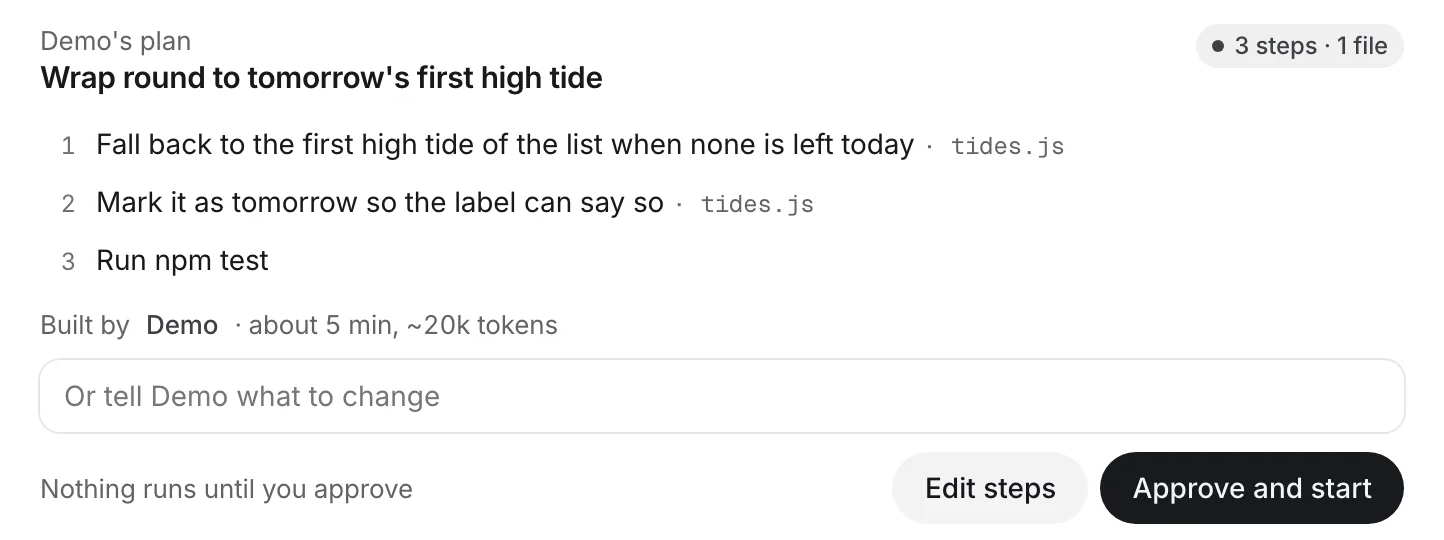 Demo's plan
3 steps · 1 file
Wrap round to tomorrow's first high tide
1 Fall back to the first high tide of the list when none is left today · tides.js
2 Mark it as tomorrow so the label can say so · tides.js
3 Run npm test
Built by Demo · about 5 min, ~20k tokens
Or tell Demo what to change
Nothing runs until you approve
Edit steps
Approve and start